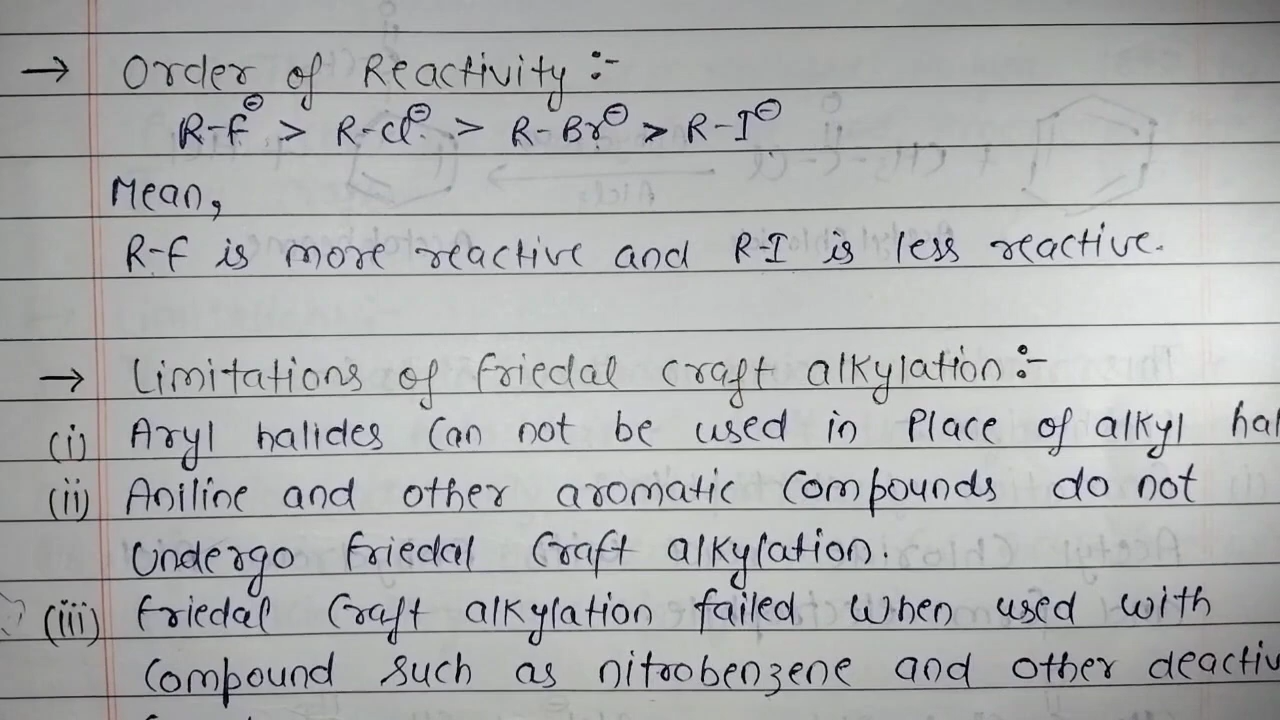 → Order of Reactivity :-
R-F⊖ > R-Cl⊖ > R-Br⊖ > R-I⊖
Mean,
R-F is more reactive and R-I is less reactive.
→ Limitations of Friedal Craft alkylation :-
(i) Aryl halides can not be used in Place of alkyl hal
(ii) Aniline and other aromatic compounds do not
Undergo Friedal Craft alkylation.
(iii) Friedal Craft alkylation failed When used with
Compound such as nitrobenzene and other deactiv